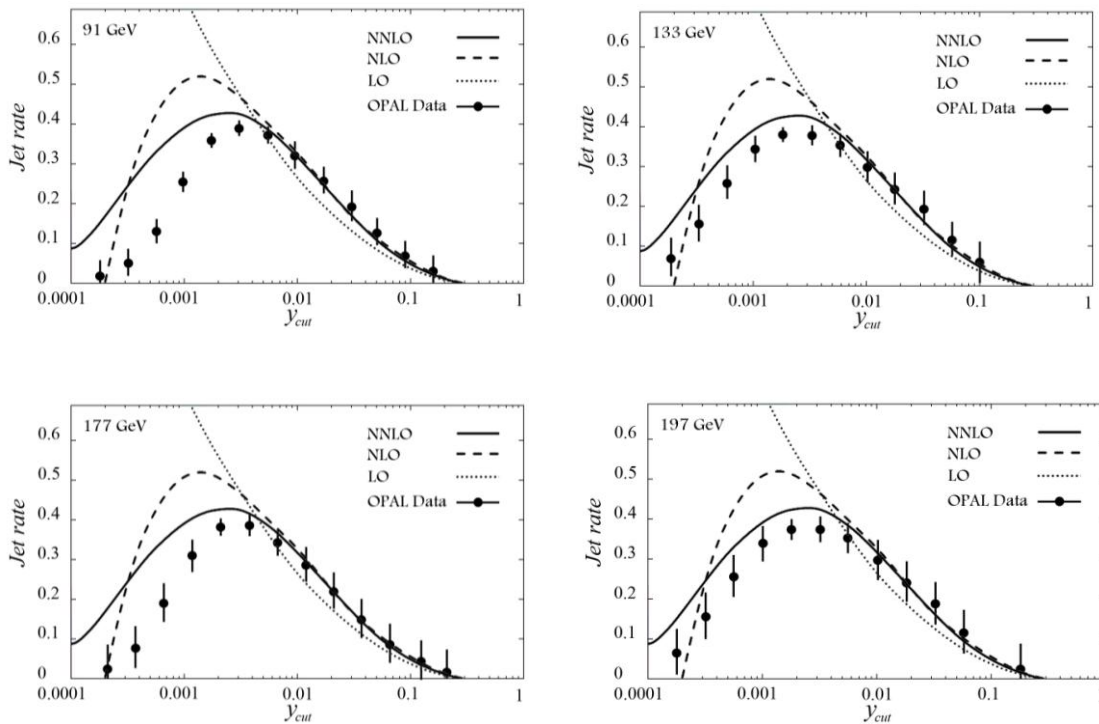 91 GeV
NNLO
NLO
LO
OPAL Data
Jet rate
0.6
0.5
0.4
0.3
0.2
0.1
0
0.0001
0.001
0.01
0.1
1
y_cut
133 GeV
NNLO
NLO
LO
OPAL Data
Jet rate
0.6
0.5
0.4
0.3
0.2
0.1
0
0.0001
0.001
0.01
0.1
1
y_cut
177 GeV
NNLO
NLO
LO
OPAL Data
Jet rate
0.6
0.5
0.4
0.3
0.2
0.1
0
0.0001
0.001
0.01
0.1
1
y_cut
197 GeV
NNLO
NLO
LO
OPAL Data
Jet rate
0.6
0.5
0.4
0.3
0.2
0.1
0
0.0001
0.001
0.01
0.1
y_cut